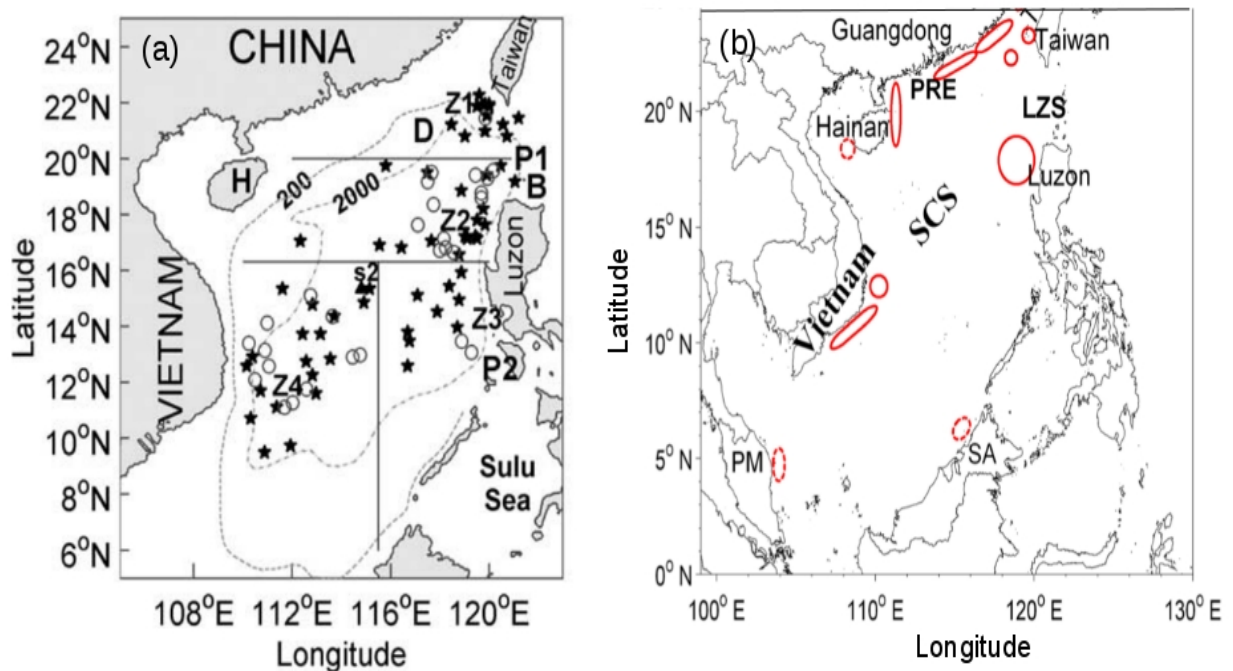 (a)
CHINA
Taiwan
24°N
22°N
20°N
18°N
16°N
14°N
12°N
10°N
8°N
6°N
Latitude
Z1
D
P1
H
200
2000
B
Z2
Luzon
s2
VIETNAM
Z3
P2
Z4
Sulu
Sea
108°E 112°E 116°E 120°E
Longitude
(b)
Guangdong
Taiwan
PRE
20°N
LZS
Hainan
Luzon
SCS
15°N
Vietnam
Latitude
10°N
5°N
PM
SA
0°N
100°E 110°E 120°E 130°E
Longitude